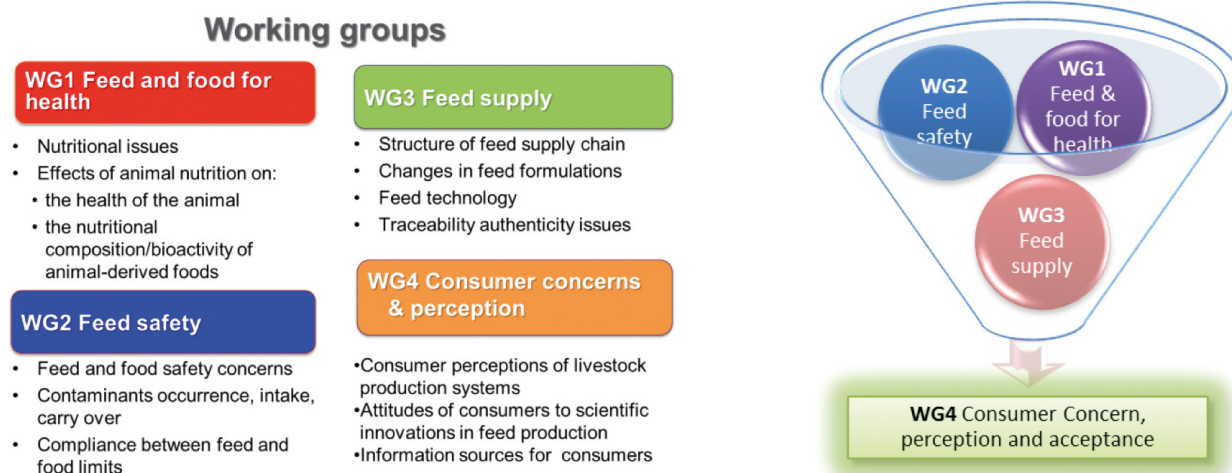 Working groups
WG1 Feed and food for
health
• Nutritional issues
• Effects of animal nutrition on:
• the health of the animal
• the nutritional
composition/bioactivity of
animal-derived foods
WG2 Feed safety
• Feed and food safety concerns
• Contaminants occurrence, intake,
carry over
• Compliance between feed and
food limits
WG3 Feed supply
• Structure of feed supply chain
• Changes in feed formulations
• Feed technology
• Traceability authenticity issues
WG4 Consumer concerns
& perception
•Consumer perceptions of livestock
production systems
•Attitudes of consumers to scientific
innovations in feed production
•Information sources for consumers
WG2
Feed
safety
WG1
Feed &
food for
health
WG3
Feed
supply
WG4 Consumer Concern,
perception and acceptance